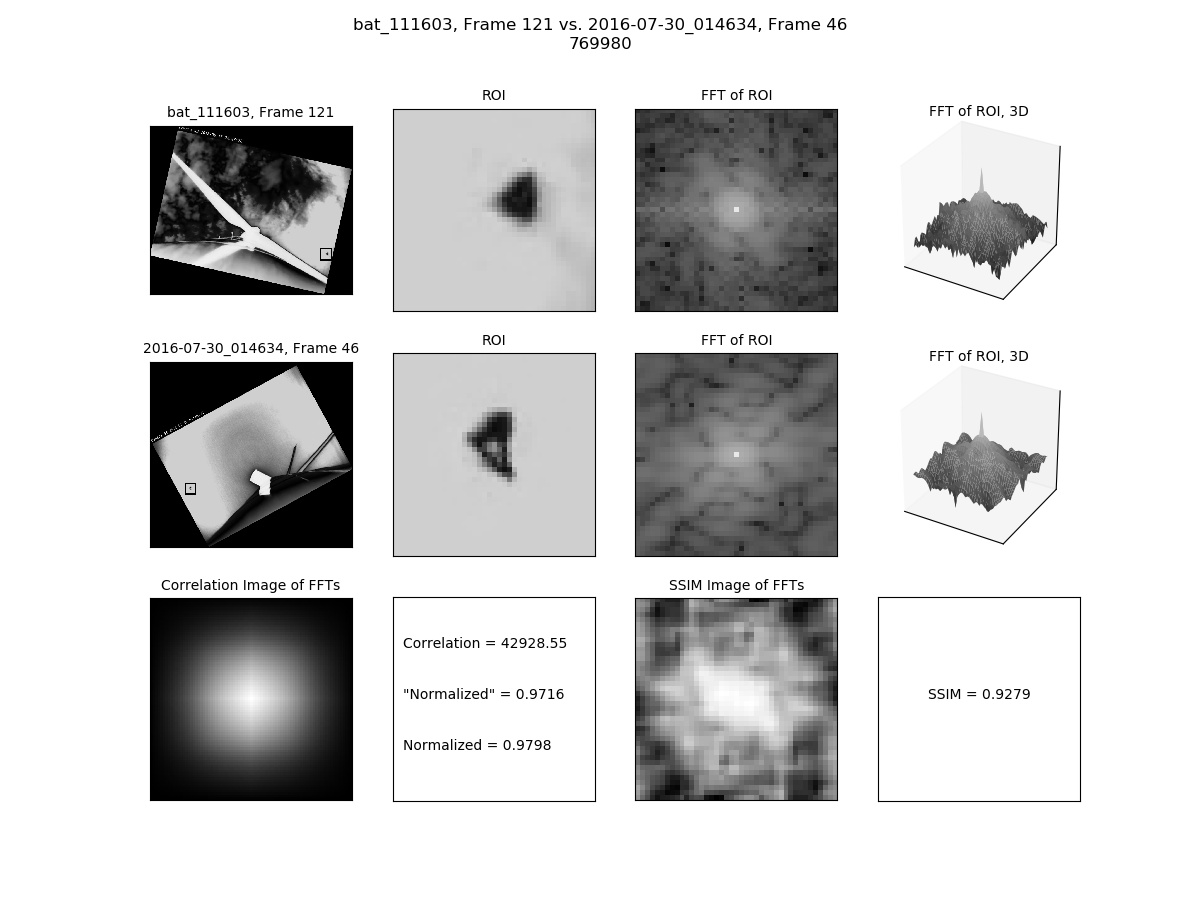 bat_111603, Frame 121 vs. 2016-07-30_014634, Frame 46
769980
bat_111603, Frame 121
ROI
FFT of ROI
FFT of ROI, 3D
2016-07-30_014634, Frame 46
ROI
FFT of ROI
FFT of ROI, 3D
Correlation Image of FFTs
Correlation = 42928.55
"Normalized" = 0.9716
Normalized = 0.9798
SSIM Image of FFTs
SSIM = 0.9279